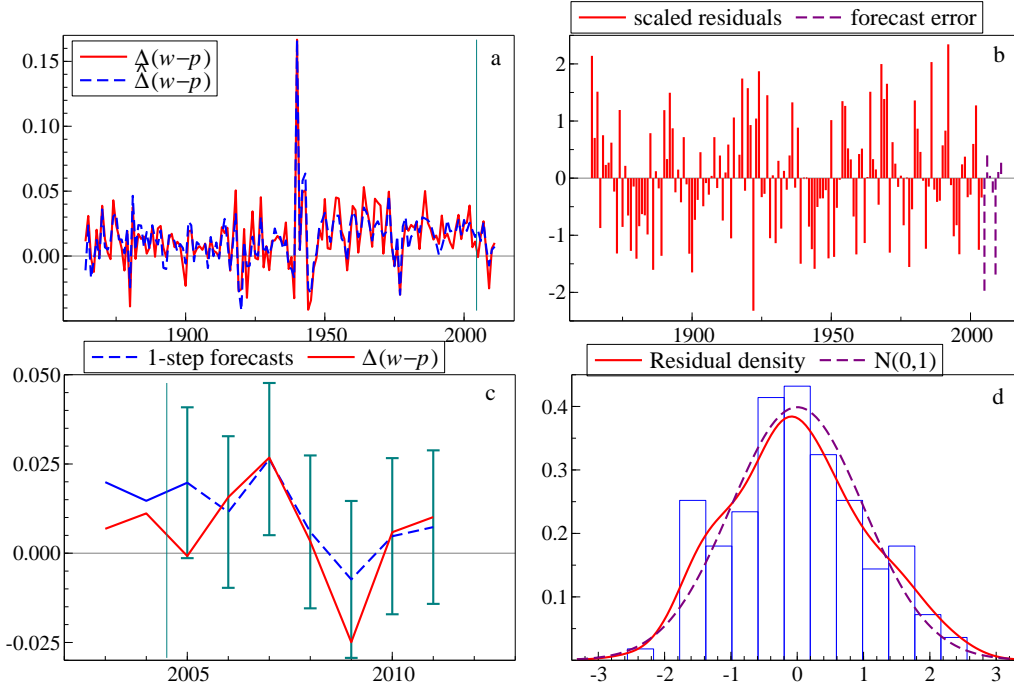 Δ(w−p)
Δ̂(w−p)
a
0.15
0.10
0.05
0.00
1900
1950
2000
scaled residuals
forecast error
b
2
1
0
-1
-2
1900
1950
2000
1-step forecasts
Δ(w−p)
c
0.050
0.025
0.000
-0.025
2005
2010
Residual density
N(0,1)
d
0.4
0.3
0.2
0.1
-3 -2 -1 0 1 2 3